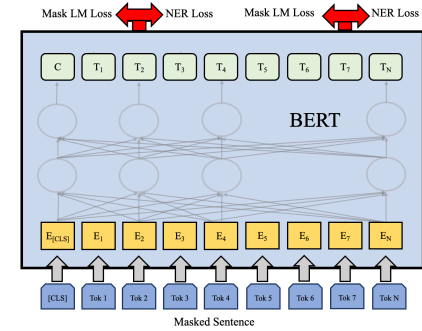 Mask LM Loss NER Loss Mask LM Loss NER Loss
C T1 T2 T3 T4 T5 T6 T7 TN
BERT
E[CLS] E1 E2 E3 E4 E5 E6 E7 EN
[CLS] Tok 1 Tok 2 Tok 3 Tok 4 Tok 5 Tok 6 Tok 7 Tok N
Masked Sentence